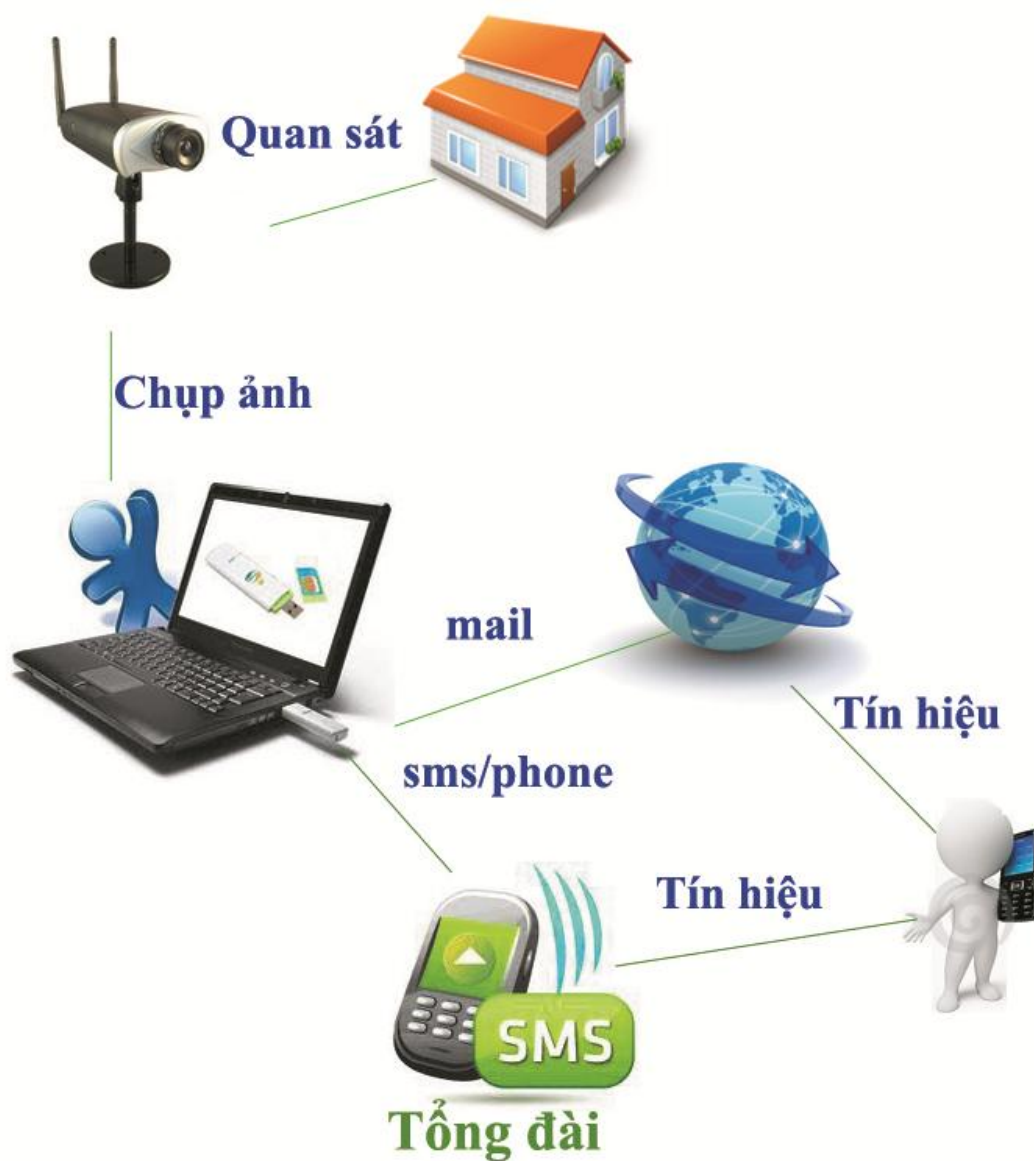 Quan sát
Chụp ảnh
mail
Tín hiệu
sms/phone
Tín hiệu
SMS
Tổng đài